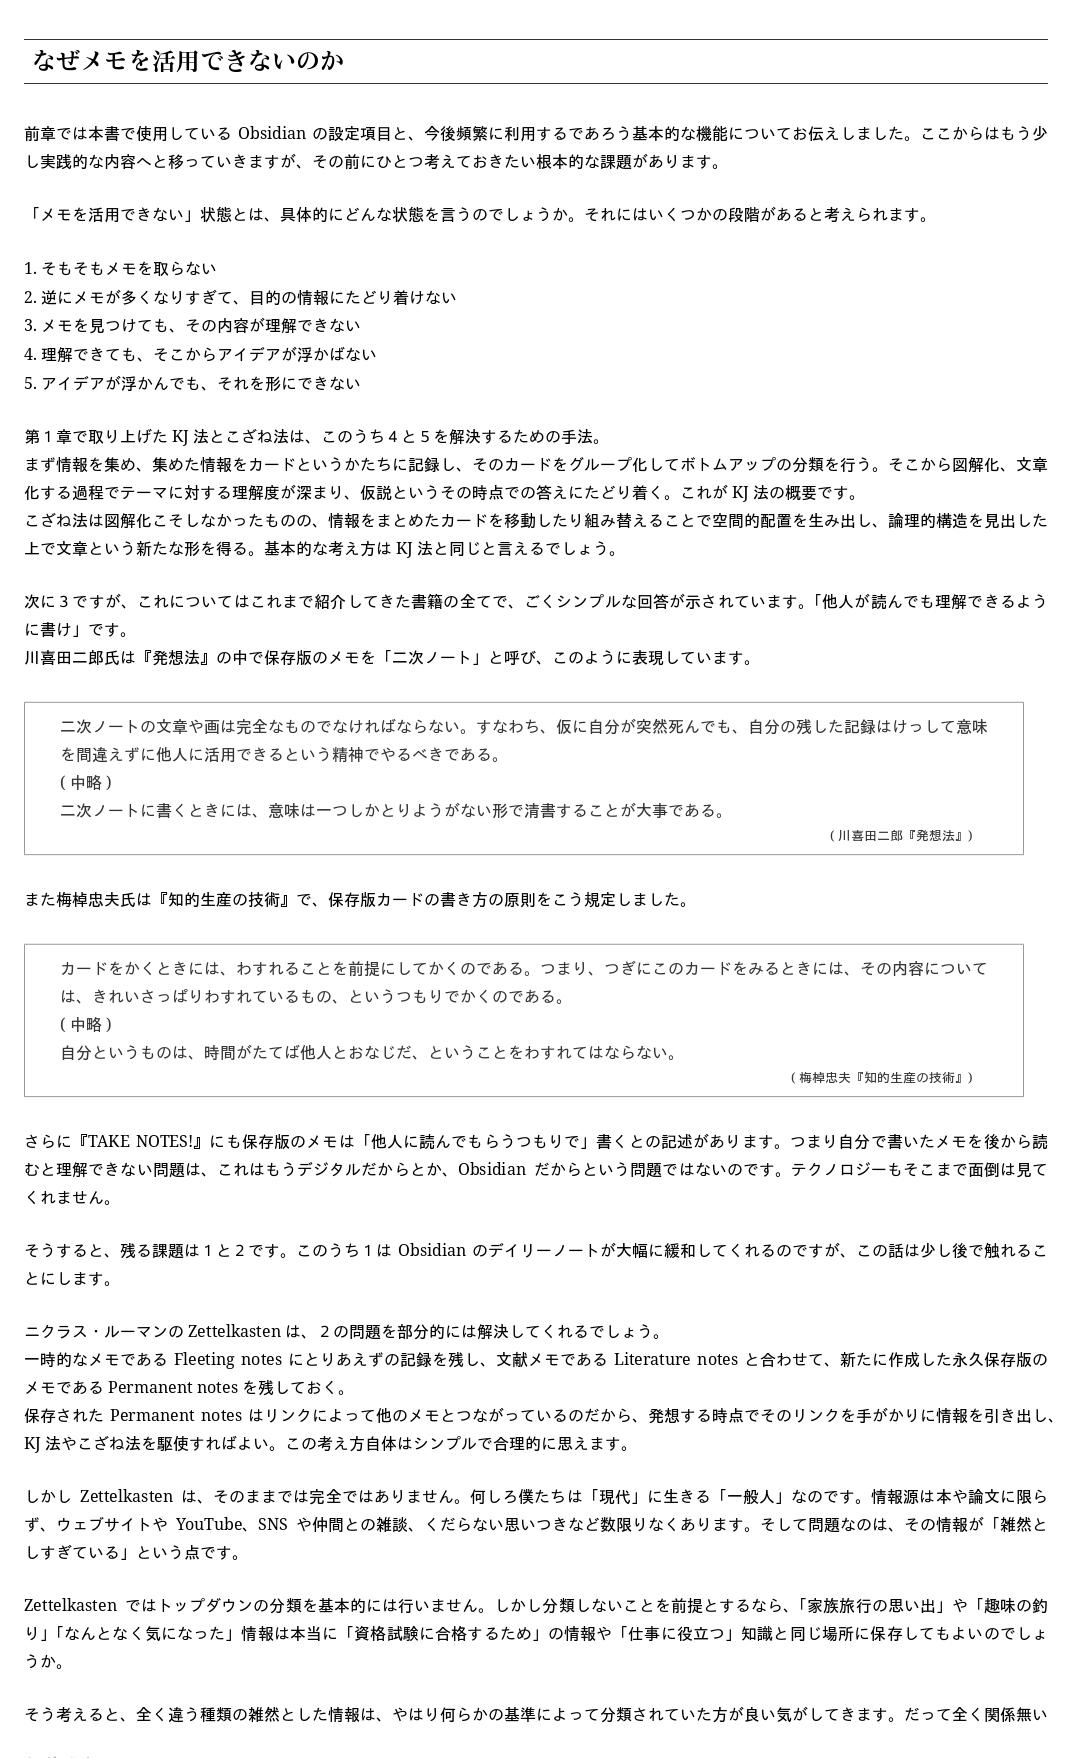 なぜメモを活用できないのか
前章では本書で使用している Obsidian の設定項目と、今後頻繁に利用するであろう基本的な機能についてお伝えしました。ここからはもう少
し実践的な内容へと移っていきますが、その前にひとつ考えておきたい根本的な課題があります。
「メモを活用できない」状態とは、具体的にどんな状態を言うのでしょうか。それにはいくつかの段階があると考えられます。
1. そもそもメモを取らない
2. 逆にメモが多くなりすぎて、目的の情報にたどり着けない
3. メモを見つけても、その内容が理解できない
4. 理解できても、そこからアイデアが浮かばない
5. アイデアが浮かんでも、それを形にできない
第１章で取り上げた KJ 法とこざね法は、このうち４と５を解決するための手法。
まず情報を集め、集めた情報をカードというかたちに記録し、そのカードをグループ化してボトムアップの分類を行う。そこから図解化、文章
化する過程でテーマに対する理解度が深まり、仮説というその時点での答えにたどり着く。これが KJ 法の概要です。
こざね法は図解化こそしなかったものの、情報をまとめたカードを移動したり組み替えることで空間的配置を生み出し、論理的構造を見出した
上で文章という新たな形を得る。基本的な考え方は KJ 法と同じと言えるでしょう。
次に３ですが、これについてはこれまで紹介してきた書籍の全てで、ごくシンプルな回答が示されています。「他人が読んでも理解できるよう
に書け」です。
川喜田二郎氏は『発想法』の中で保存版のメモを「二次ノート」と呼び、このように表現しています。
二次ノートの文章や画は完全なものでなければならない。すなわち、仮に自分が突然死んでも、自分の残した記録はけっして意味
を間違えずに他人に活用できるという精神でやるべきである。
( 中略 )
二次ノートに書くときには、意味は一つしかとりようがない形で清書することが大事である。
( 川喜田二郎『発想法』)
また梅棹忠夫氏は『知的生産の技術』で、保存版カードの書き方の原則をこう規定しました。
カードをかくときには、わすれることを前提にしてかくのである。つまり、つぎにこのカードをみるときには、その内容について
は、きれいさっぱりわすれているもの、というつもりでかくのである。
( 中略 )
自分というものは、時間がたてば他人とおなじだ、ということをわすれてはならない。
( 梅棹忠夫『知的生産の技術』)
さらに『TAKE NOTES!』にも保存版のメモは「他人に読んでもらうつもりで」書くとの記述があります。つまり自分で書いたメモを後から読
むと理解できない問題は、これはもうデジタルだからとか、Obsidian だからという問題ではないのです。テクノロジーもそこまで面倒は見て
くれません。
そうすると、残る課題は１と２です。このうち１は Obsidian のデイリーノートが大幅に緩和してくれるのですが、この話は少し後で触れるこ
とにします。
ニクラス・ルーマンの Zettelkasten は、２の問題を部分的には解決してくれるでしょう。
一時的なメモである Fleeting notes にとりあえずの記録を残し、文献メモである Literature notes と合わせて、新たに作成した永久保存版の
メモである Permanent notes を残しておく。
保存された Permanent notes はリンクによって他のメモとつながっているのだから、発想する時点でそのリンクを手がかりに情報を引き出し、
KJ 法やこざね法を駆使すればよい。この考え方自体はシンプルで合理的に思えます。
しかし Zettelkasten は、そのままでは完全ではありません。何しろ僕たちは「現代」に生きる「一般人」なのです。情報源は本や論文に限ら
ず、ウェブサイトや YouTube、SNS や仲間との雑談、くだらない思いつきなど数限りなくあります。そして問題なのは、その情報が「雑然と
しすぎている」という点です。
Zettelkasten ではトップダウンの分類を基本的には行いません。しかし分類しないことを前提とするなら、「家族旅行の思い出」や「趣味の釣
り」「なんとなく気になった」情報は本当に「資格試験に合格するため」の情報や「仕事に役立つ」知識と同じ場所に保存してもよいのでしょ
うか。
そう考えると、全く違う種類の雑然とした情報は、やはり何らかの基準によって分類されていた方が良い気がしてきます。だって全く関係無い